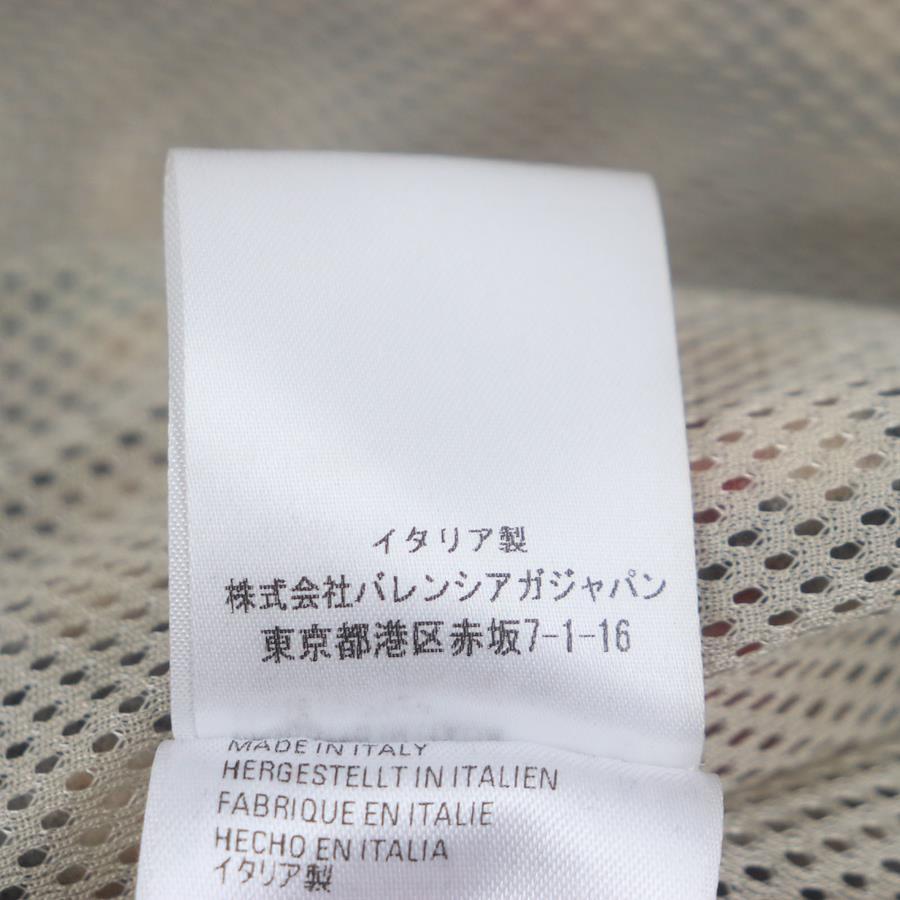 イタリア製
株式会社バレンシアガジャパン
東京都港区赤坂7-1-16
MADE IN ITALY
HERGESTELLT IN ITALIEN
FABRIQUE EN ITALIE
HECHO EN ITALIA
イタリア製